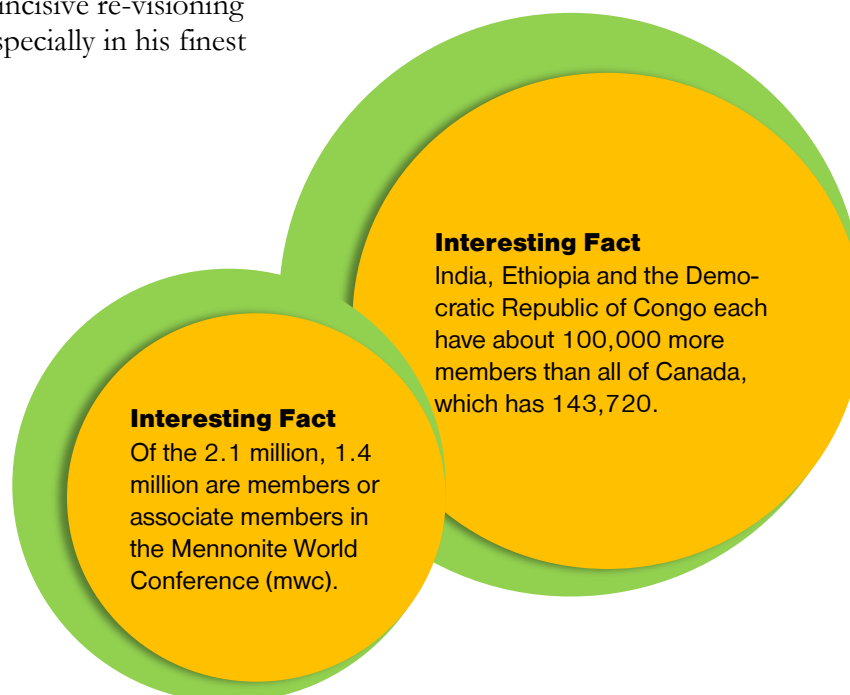 incisive re-visioning
specially in his finest
Interesting Fact
India, Ethiopia and the Demo-
cratic Republic of Congo each
have about 100,000 more
members than all of Canada,
which has 143,720.
Interesting Fact
Of the 2.1 million, 1.4
million are members or
associate members in
the Mennonite World
Conference (mwc).